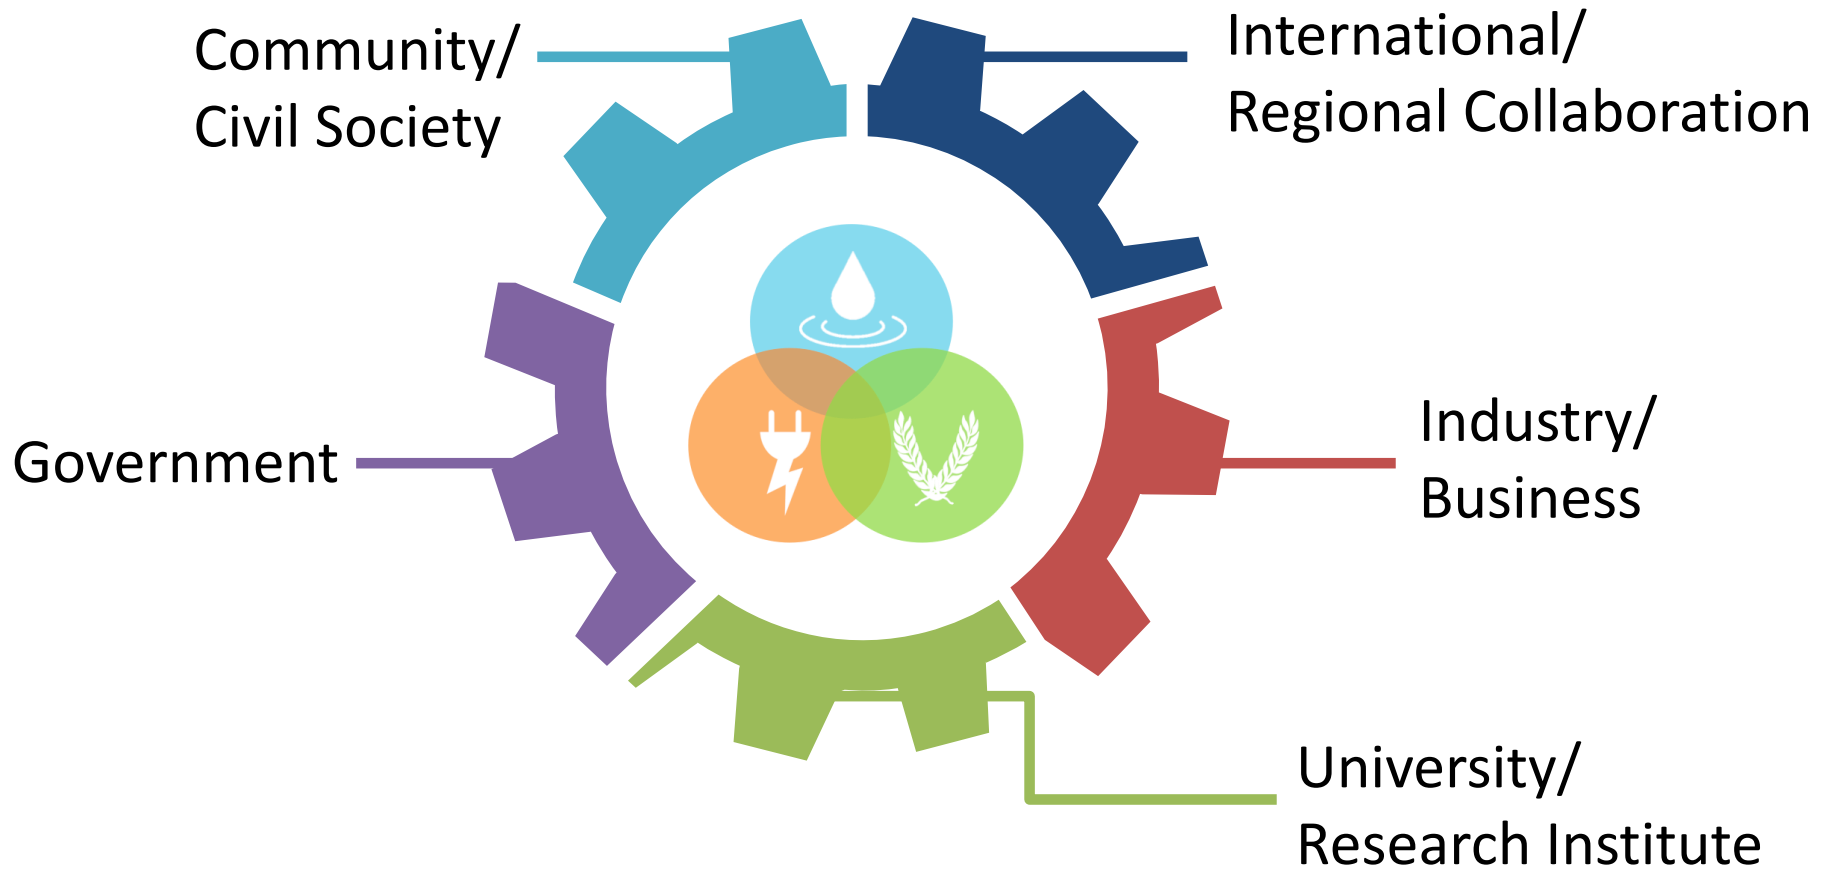 Community/
Civil Society
International/
Regional Collaboration
Government
Industry/
Business
University/
Research Institute